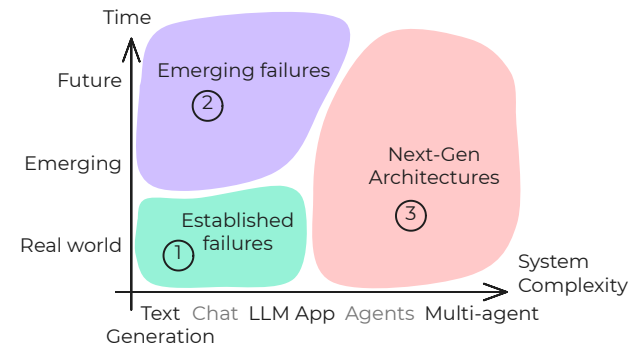 Time
Future
Emerging failures
2
Emerging
Next-Gen
Architectures
3
Established
failures
1
Real world
System
Complexity
Text Chat LLM App Agents Multi-agent
Generation